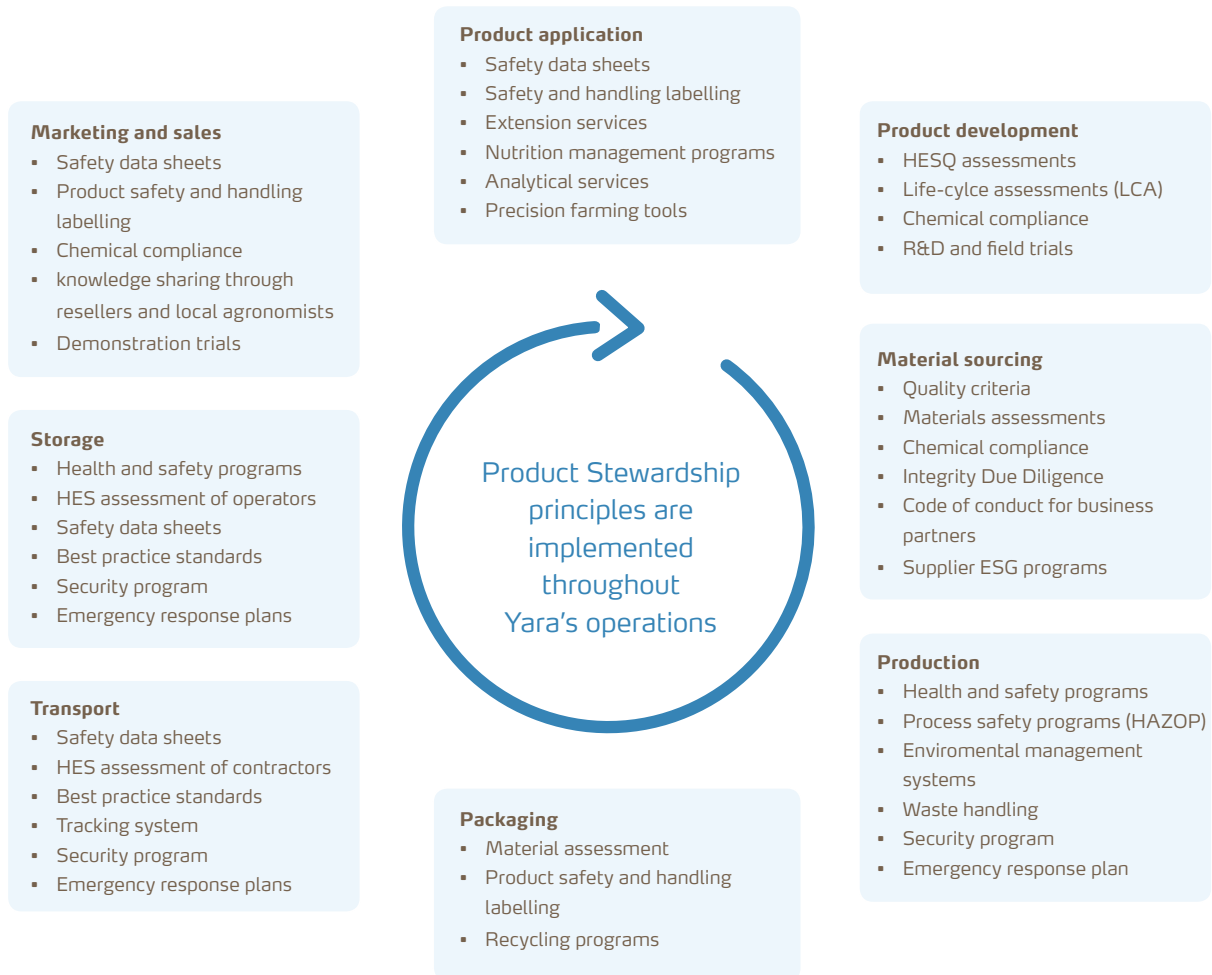 Product application
▪ Safety data sheets
▪ Safety and handling labelling
▪ Extension services
▪ Nutrition management programs
▪ Analytical services
▪ Precision farming tools
Product development
▪ HESQ assessments
▪ Life-cylce assessments (LCA)
▪ Chemical compliance
▪ R&D and field trials
Material sourcing
▪ Quality criteria
▪ Materials assessments
▪ Chemical compliance
▪ Integrity Due Diligence
▪ Code of conduct for business
partners
▪ Supplier ESG programs
Production
▪ Health and safety programs
▪ Process safety programs (HAZOP)
▪ Enviromental management
systems
▪ Waste handling
▪ Security program
▪ Emergency response plan
Packaging
▪ Material assessment
▪ Product safety and handling
labelling
▪ Recycling programs
Transport
▪ Safety data sheets
▪ HES assessment of contractors
▪ Best practice standards
▪ Tracking system
▪ Security program
▪ Emergency response plans
Storage
▪ Health and safety programs
▪ HES assessment of operators
▪ Safety data sheets
▪ Best practice standards
▪ Security program
▪ Emergency response plans
Marketing and sales
▪ Safety data sheets
▪ Product safety and handling
labelling
▪ Chemical compliance
▪ knowledge sharing through
resellers and local agronomists
▪ Demonstration trials
Product Stewardship
principles are
implemented
throughout
Yara's operations